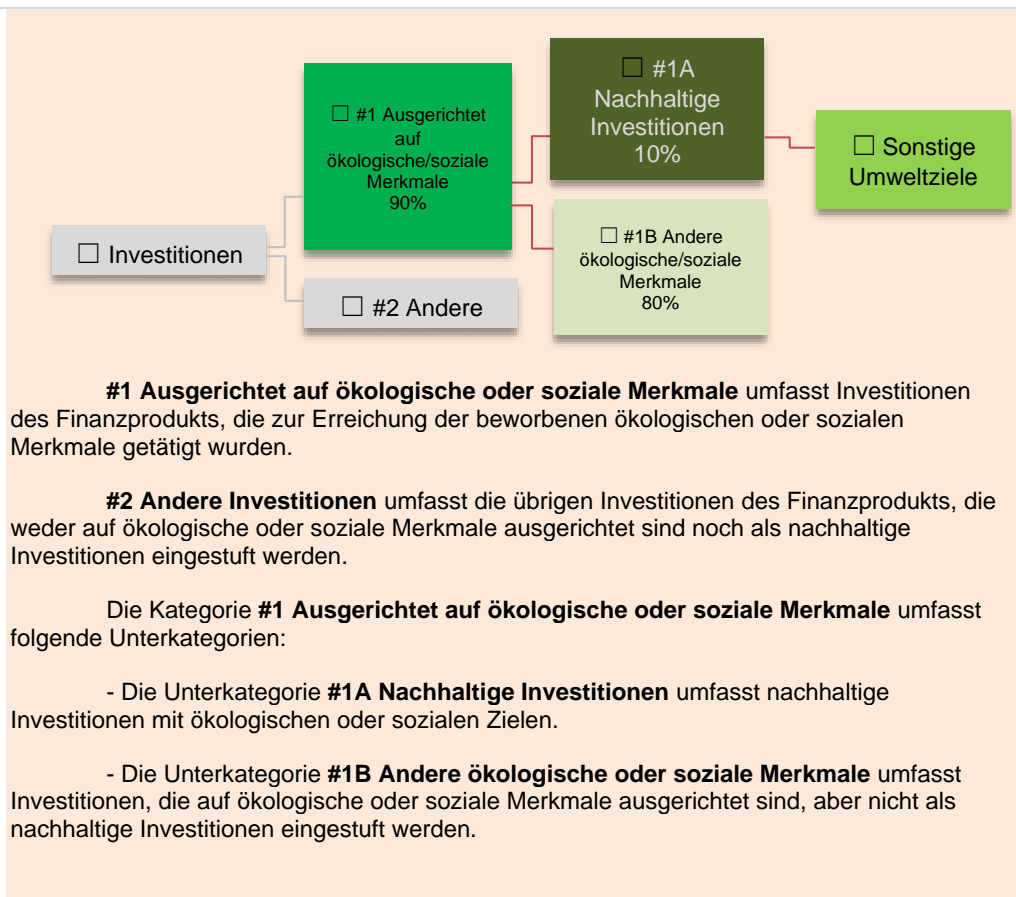 ☐ #1A
Nachhaltige
Investitionen
10%
☐ #1 Ausgerichtet
auf
ökologische/soziale
Merkmale
90%
☐ Sonstige
Umweltziele
☐ Investitionen
☐ #1B Andere
ökologische/soziale
Merkmale
80%
☐ #2 Andere
#1 Ausgerichtet auf ökologische oder soziale Merkmale umfasst Investitionen
des Finanzprodukts, die zur Erreichung der beworbenen ökologischen oder sozialen
Merkmale getätigt wurden.
#2 Andere Investitionen umfasst die übrigen Investitionen des Finanzprodukts, die
weder auf ökologische oder soziale Merkmale ausgerichtet sind noch als nachhaltige
Investitionen eingestuft werden.
Die Kategorie #1 Ausgerichtet auf ökologische oder soziale Merkmale umfasst
folgende Unterkategorien:
- Die Unterkategorie #1A Nachhaltige Investitionen umfasst nachhaltige
Investitionen mit ökologischen oder sozialen Zielen.
- Die Unterkategorie #1B Andere ökologische oder soziale Merkmale umfasst
Investitionen, die auf ökologische oder soziale Merkmale ausgerichtet sind, aber nicht als
nachhaltige Investitionen eingestuft werden.